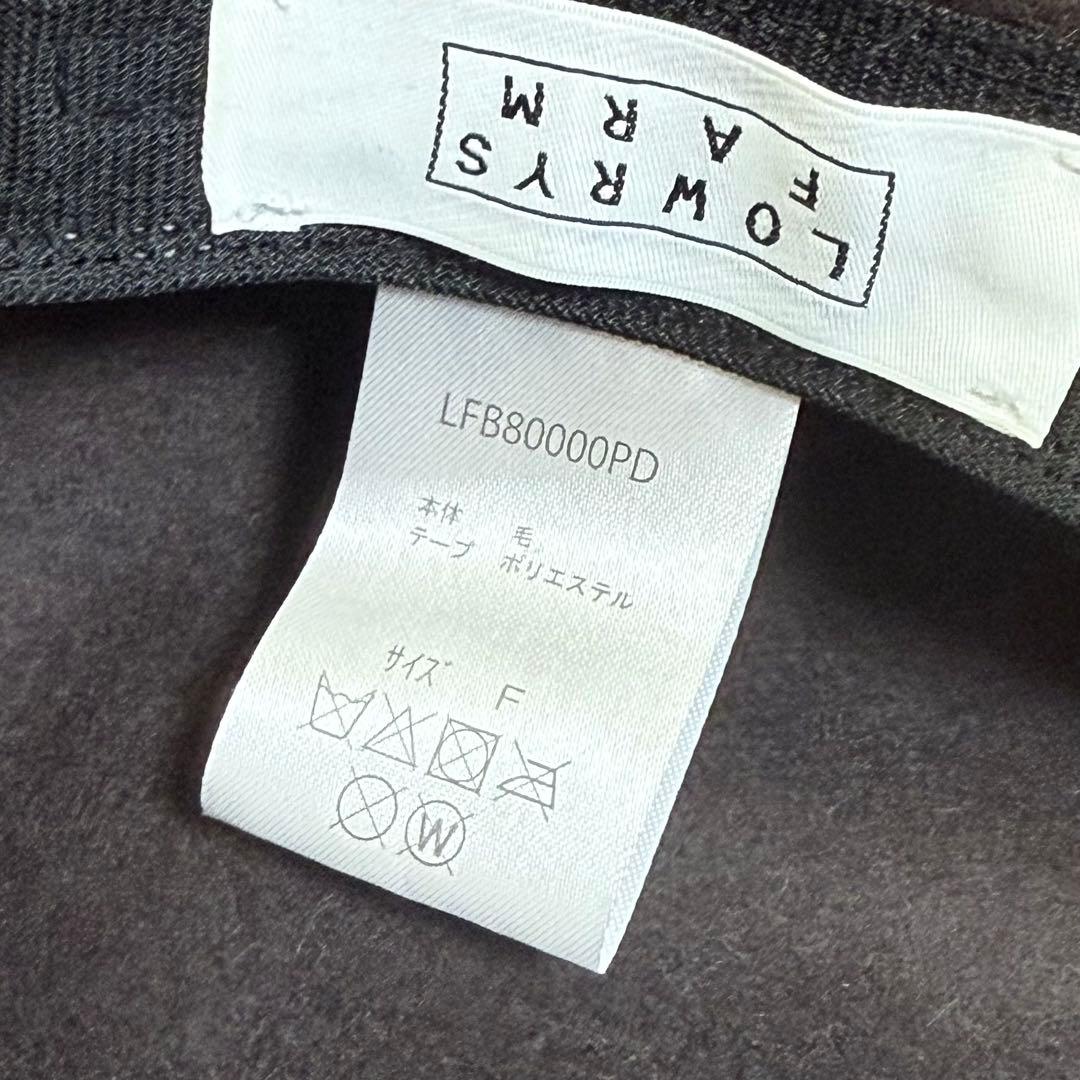 LOWRYS
FARM
LFB80000PD
本体 毛
テープ ポリエステル
サイズ F
W